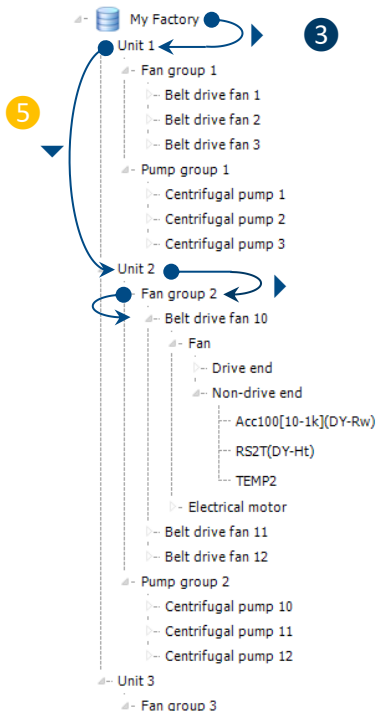 My Factory
3
Unit 1
Fan group 1
Belt drive fan 1
5
Belt drive fan 2
Belt drive fan 3
Pump group 1
Centrifugal pump 1
Centrifugal pump 2
Centrifugal pump 3
Unit 2
Fan group 2
Belt drive fan 10
Fan
Drive end
Non-drive end
Acc100[10-1k](DY-Rw)
RS2T(DY-Ht)
TEMP2
Electrical motor
Belt drive fan 11
Belt drive fan 12
Pump group 2
Centrifugal pump 10
Centrifugal pump 11
Centrifugal pump 12
Unit 3
Fan group 3